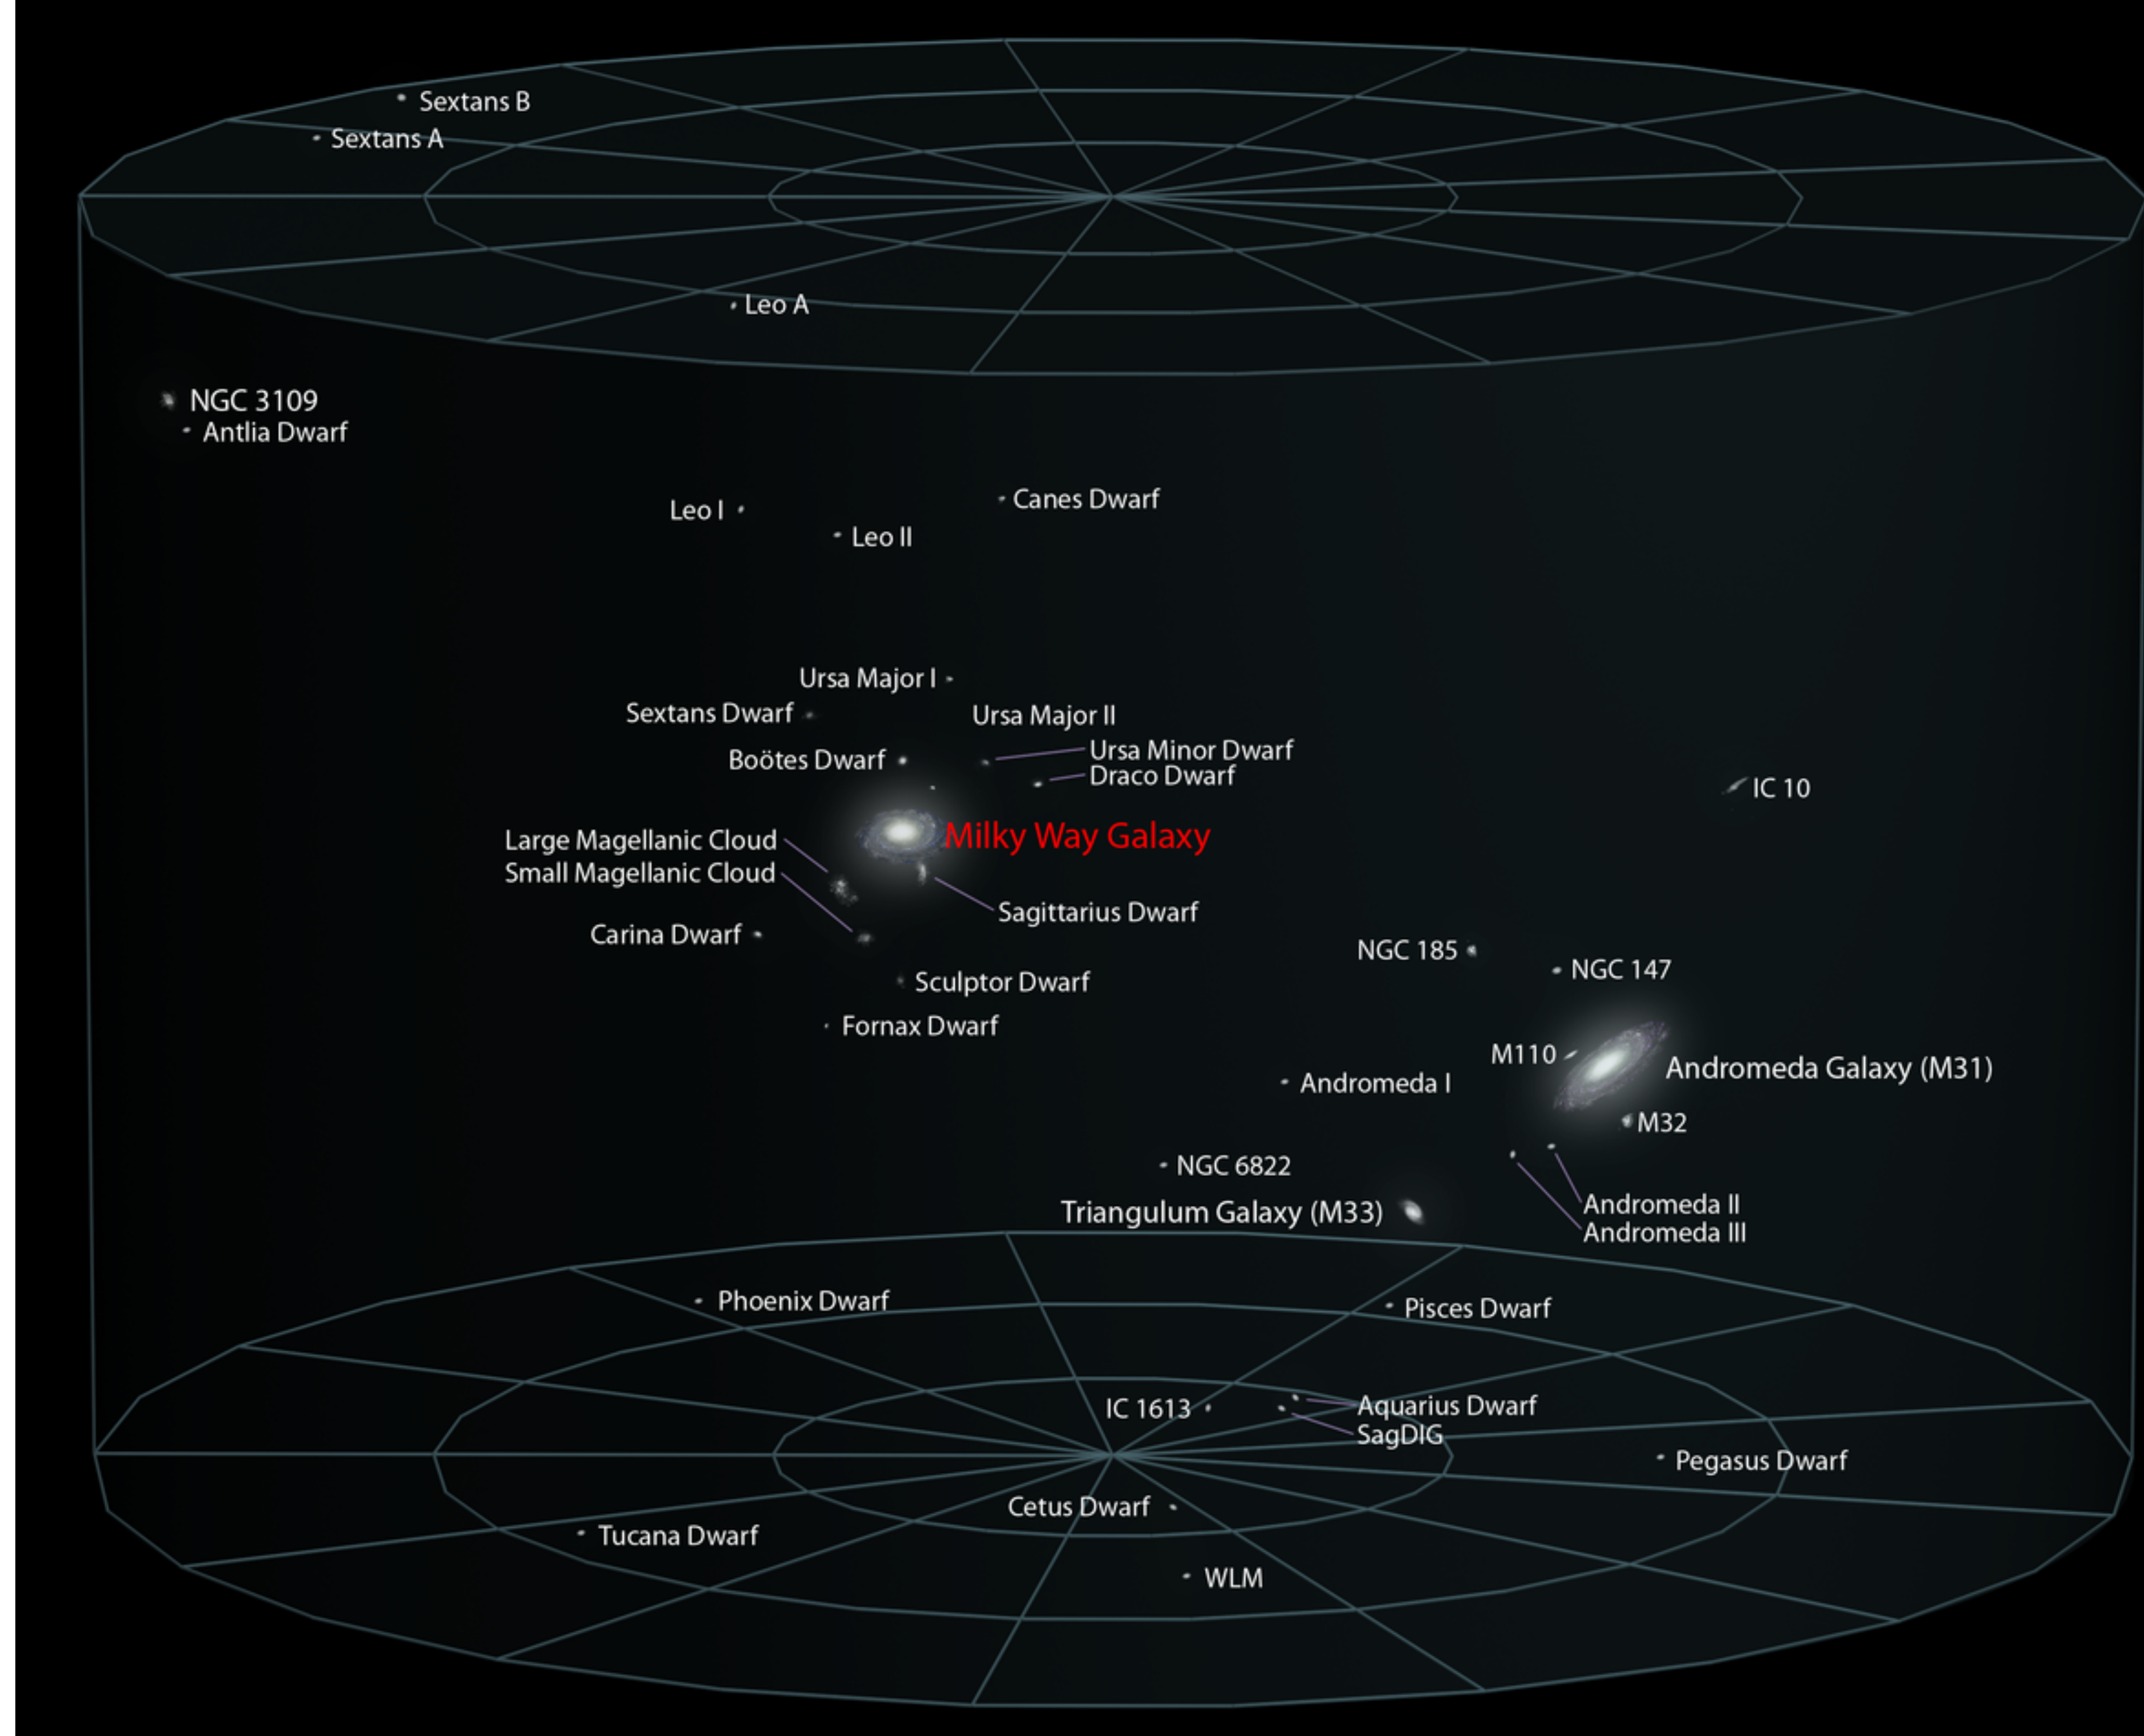 Sextans B
Sextans A
Leo A
NGC 3109
Antlia Dwarf
Canes Dwarf
Leo I
Leo II
Ursa Major I
Sextans Dwarf
Ursa Major II
Ursa Minor Dwarf
Boötes Dwarf
Draco Dwarf
IC 10
Milky Way Galaxy
Large Magellanic Cloud
Small Magellanic Cloud
Sagittarius Dwarf
Carina Dwarf
NGC 185
NGC 147
Sculptor Dwarf
Fornax Dwarf
M110
Andromeda Galaxy (M31)
Andromeda I
M32
NGC 6822
Andromeda II
Triangulum Galaxy (M33)
Andromeda III
Phoenix Dwarf
Pisces Dwarf
IC 1613
Aquarius Dwarf
SagDIG
Pegasus Dwarf
Cetus Dwarf
Tucana Dwarf
WLM